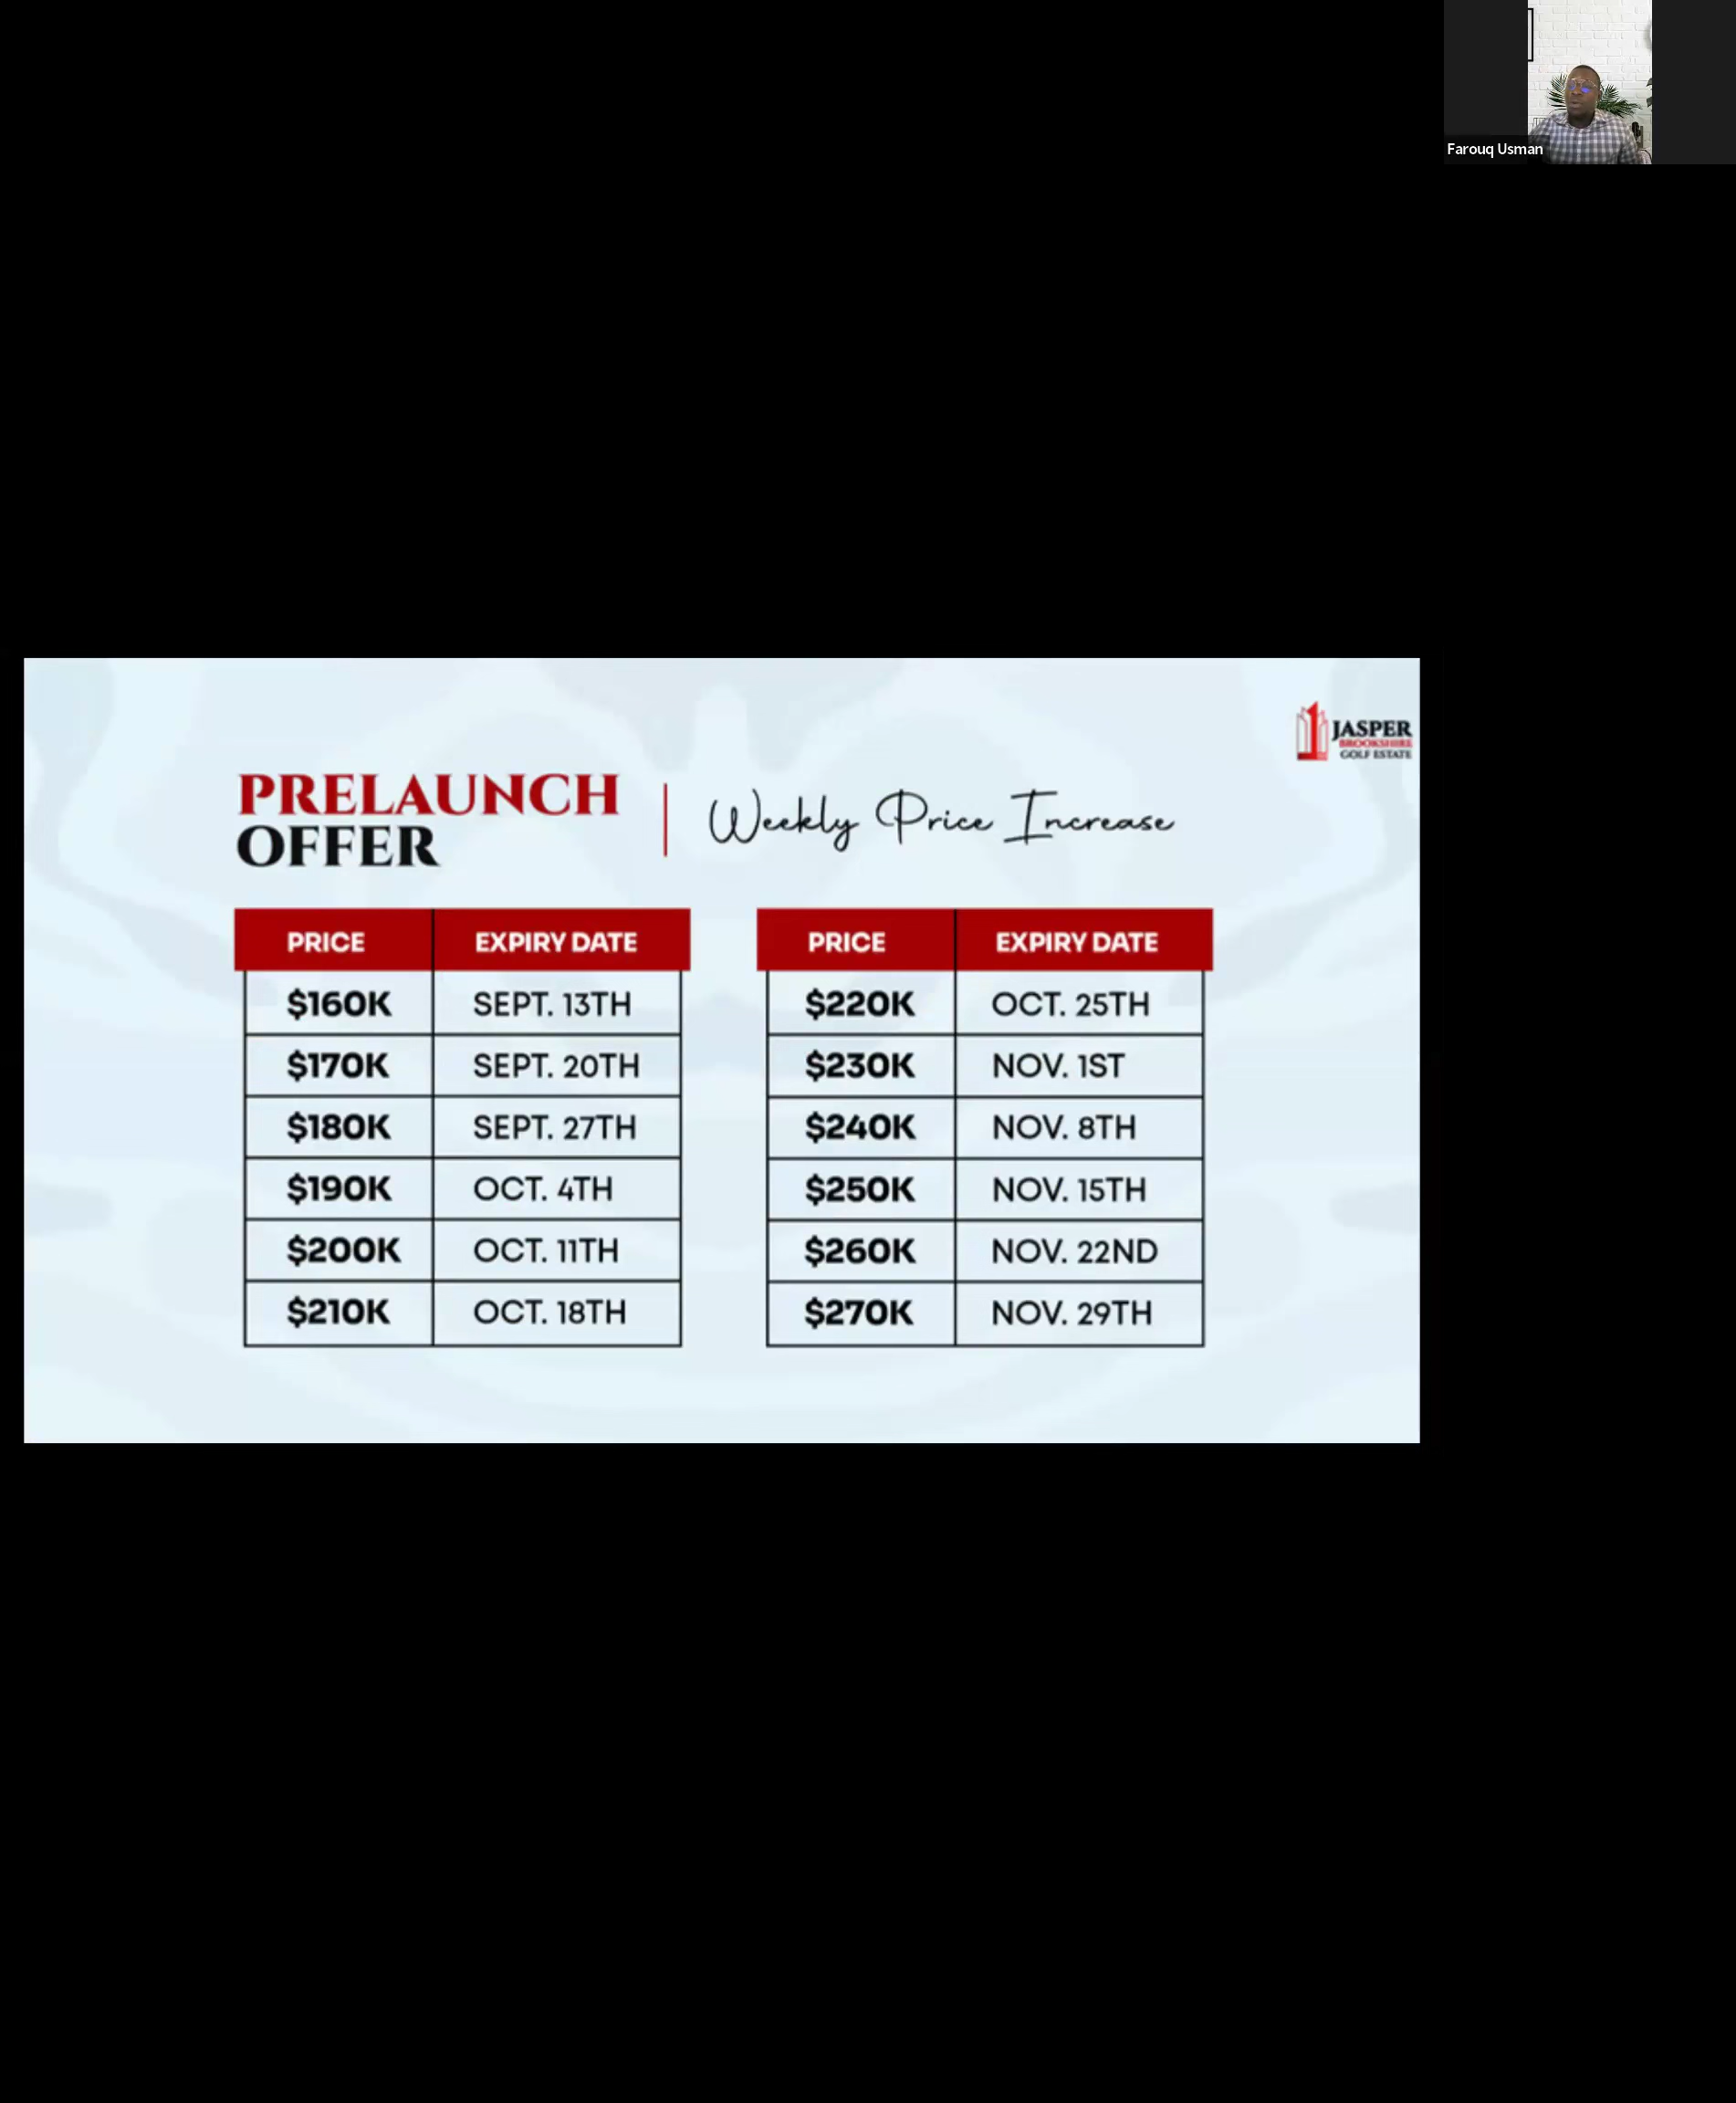 Farouq Usman
JASPER
BROOKSHIRE
GOLF ESTATE
PRELAUNCH
OFFER
Weekly Price Increase
PRICE EXPIRY DATE
$160K SEPT. 13TH
$170K SEPT. 20TH
$180K SEPT. 27TH
$190K OCT. 4TH
$200K OCT. 11TH
$210K OCT. 18TH
PRICE EXPIRY DATE
$220K OCT. 25TH
$230K NOV. 1ST
$240K NOV. 8TH
$250K NOV. 15TH
$260K NOV. 22ND
$270K NOV. 29TH